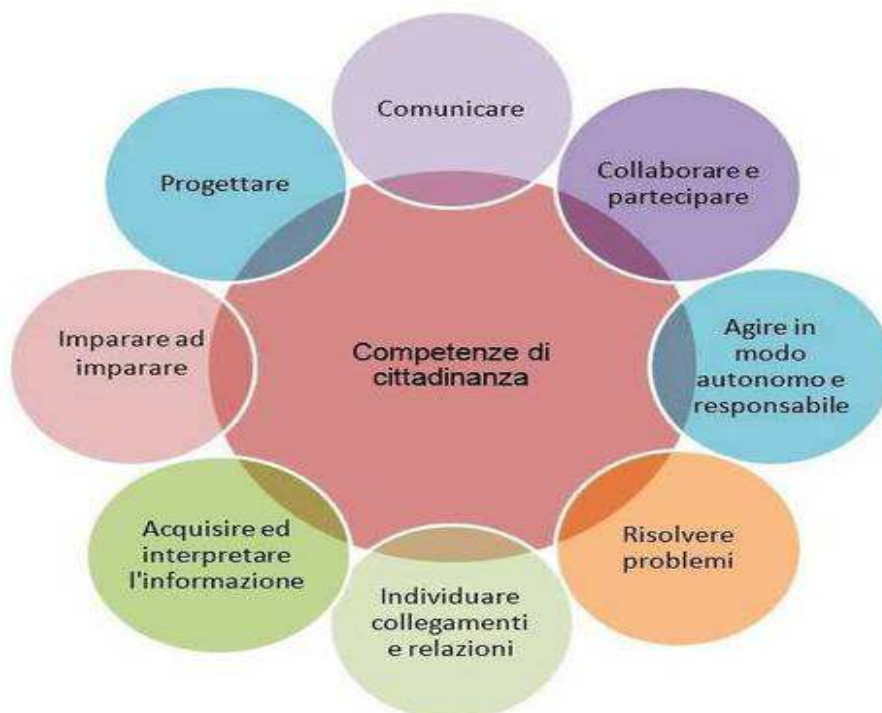 Comunicare
Collaborare e
partecipare
Agire in
modo
autonomo e
responsabile
Risolvere
problemi
Individuare
collegamenti
e relazioni
Acquisire ed
interpretare
l'informazione
Imparare ad
imparare
Progettare
Competenze di
cittadinanza